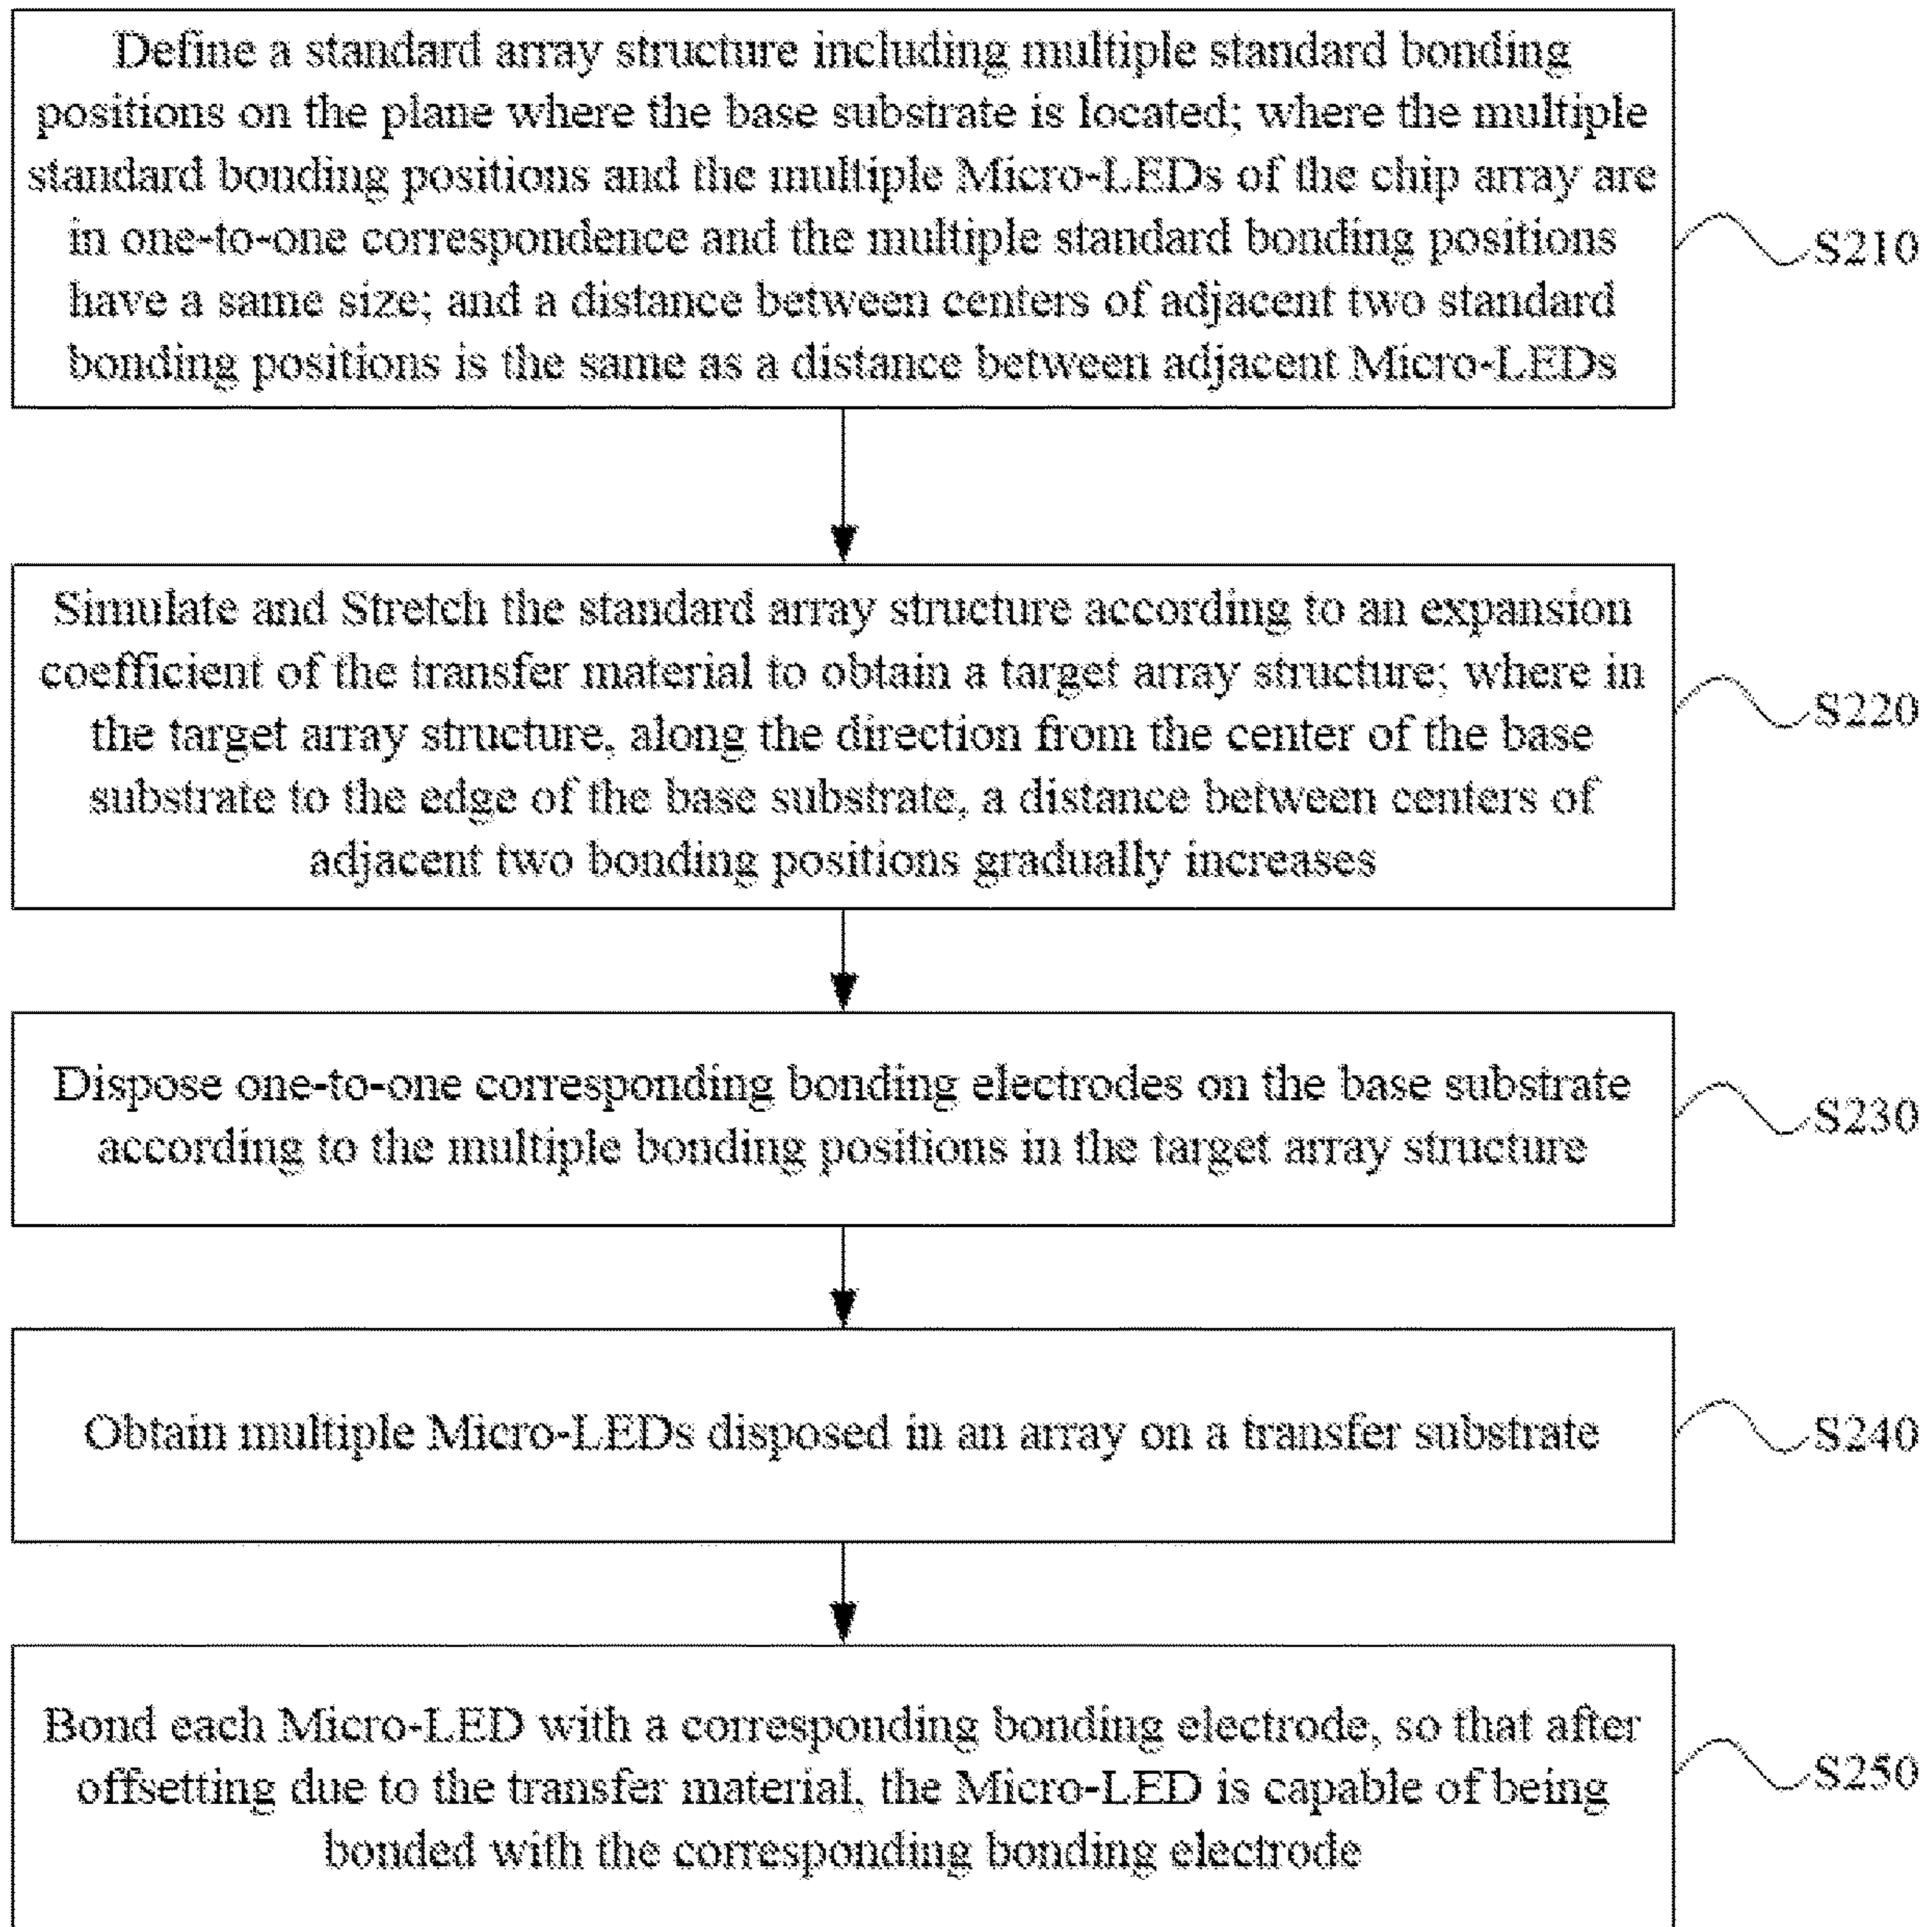 Define a standard array structure including multiple standard bonding
positions on the plane where the base substrate is located; where the multiple
standard bonding positions and the multiple Micro-LEDs of the chip array are
in one-to-one correspondence and the multiple standard bonding positions
have a same size; and a distance between centers of adjacent two standard
bonding positions is the same as a distance between adjacent Micro-LEDs
S210
Simulate and Stretch the standard array structure according to an expansion
coefficient of the transfer material to obtain a target array structure; where in
the target array structure, along the direction from the center of the base
substrate to the edge of the base substrate, a distance between centers of
adjacent two bonding positions gradually increases
S220
Dispose one-to-one corresponding bonding electrodes on the base substrate
according to the multiple bonding positions in the target array structure
S230
Obtain multiple Micro-LEDs disposed in an array on a transfer substrate
S240
Bond each Micro-LED with a corresponding bonding electrode, so that after
offsetting due to the transfer material, the Micro-LED is capable of being
bonded with the corresponding bonding electrode
S250